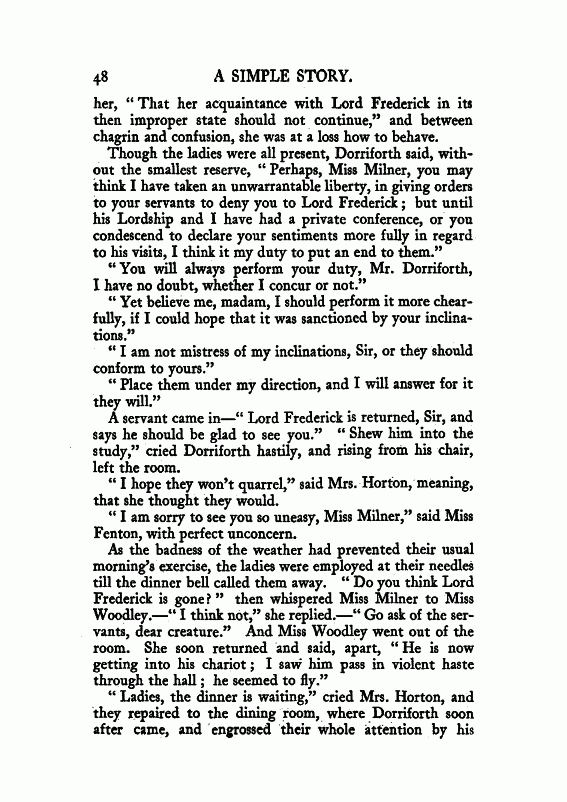 48 A SIMPLE STORY.
her, “ That her acquaintance with Lord Frederick in its
then improper state should not continue,” and between
chagrin and confusion, she was at a loss how to behave.
Though the ladies were all present, Dorriforth said, with-
out the smallest reserve, “ Perhaps, Miss Milner, you may
think I have taken an unwarrantable liberty, in giving orders
to your servants to deny you to Lord Frederick ; but until
his Lordship and I have had a private conference, or you
condescend to declare your sentiments more fully in regard
to his visits, I think it my duty to put an end to them.”
“ You will always perform your duty, Mr. Dorriforth,
I have no doubt, whether I concur or not.”
“ Yet believe me, madam, I should perform it more chear-
fully, if I could hope that it was sanctioned by your inclina-
tions.”
“ I am not mistress of my inclinations, Sir, or they should
conform to yours.”
“ Place them under my direction, and I will answer for it
they will.”
A servant came in—“ Lord Frederick is returned, Sir, and
says he should be glad to see you.” “ Shew him into the
study,” cried Dorriforth hastily, and rising from his chair,
left the room.
“ I hope they won’t quarrel,” said Mrs. Horton, meaning,
that she thought they would.
“ I am sorry to see you so uneasy, Miss Milner,” said Miss
Fenton, with perfect unconcern.
As the badness of the weather had prevented their usual
morning’s exercise, the ladies were employed at their needles
till the dinner bell called them away. “ Do you think Lord
Frederick is gone? ” then whispered Miss Milner to Miss
Woodley.—“ I think not,” she replied.—“ Go ask of the ser-
vants, dear creature.” And Miss Woodley went out of the
room. She soon returned and said, apart, “ He is now
getting into his chariot ; I saw him pass in violent haste
through the hall ; he seemed to fly.”
“ Ladies, the dinner is waiting,” cried Mrs. Horton, and
they repaired to the dining room, where Dorriforth soon
after came, and engrossed their whole attention by his